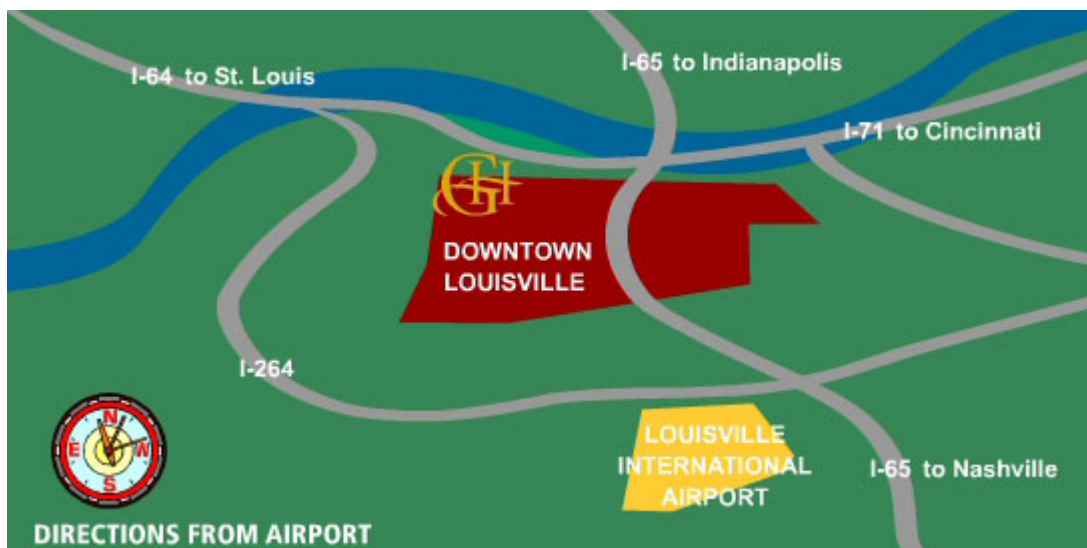 I-64 to St. Louis
I-65 to Indianapolis
I-71 to Cincinnati
GH
DOWNTOWN
LOUISVILLE
I-264
LOUISVILLE
INTERNATIONAL
AIRPORT
I-65 to Nashville
N
E W
S
DIRECTIONS FROM AIRPORT